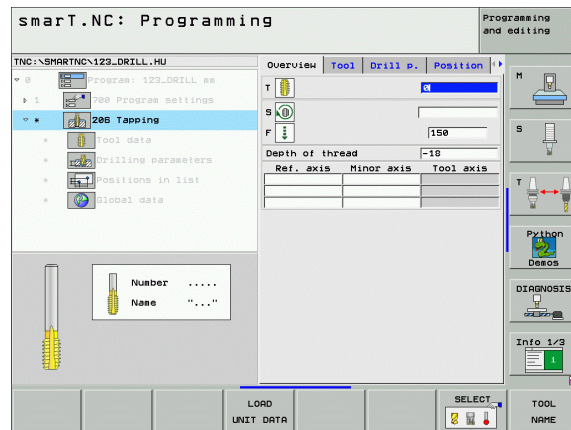 smarT.NC: Programming
Programming and editing
TNC:\SMARTNC\123_DRILL.HU
0 Program: 123_DRILL mm
1 700 Program settings
* 206 Tapping
* Tool data
* Drilling parameters
* Positions in list
* Global data
Overview Tool Drill p. Position
T 0
S
F 150
Depth of thread -18
Ref. axis Minor axis Tool axis
Number .....
Name "..."
M
S
T
Python Demos
DIAGNOSIS
Info 1/3
LOAD UNIT DATA
SELECT
TOOL NAME